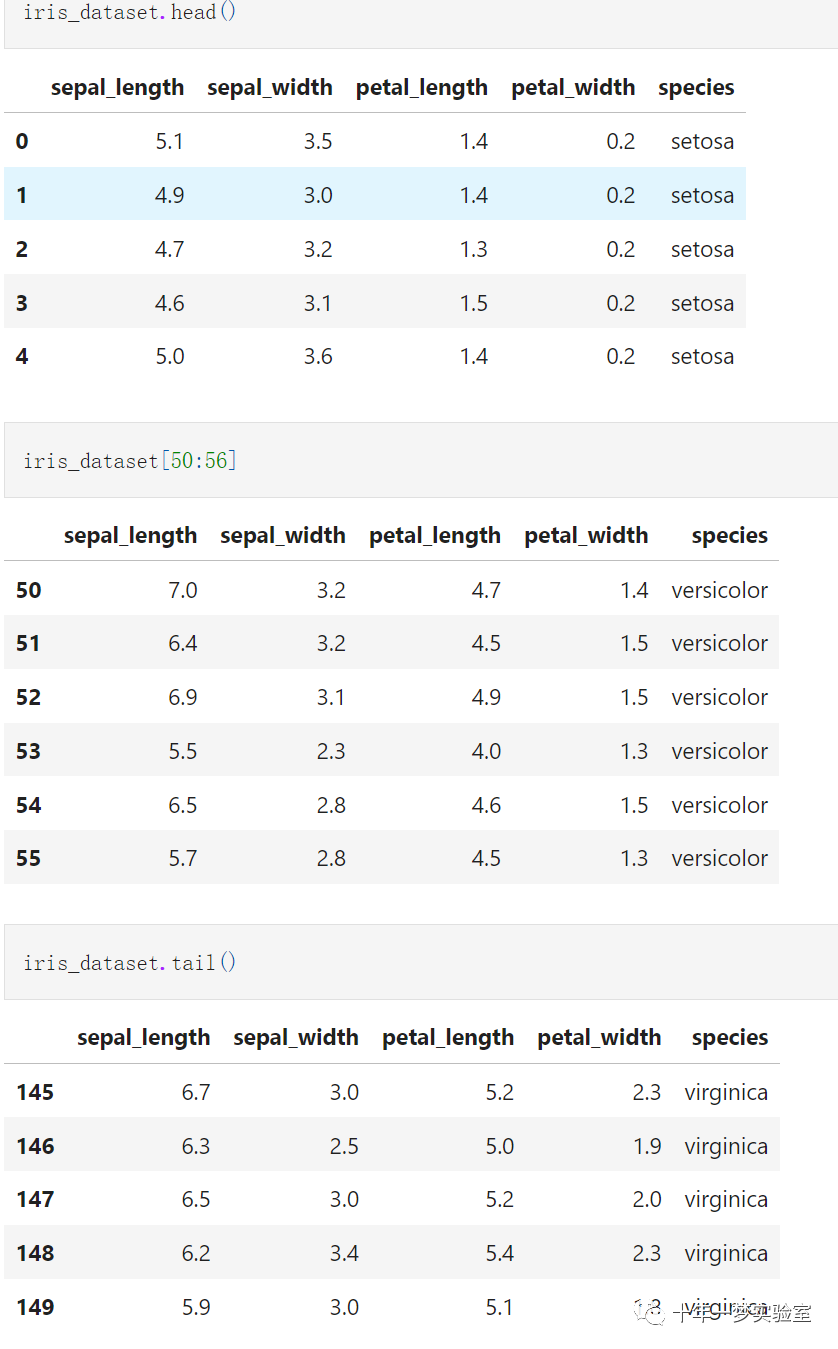 iris_dataset.head()
sepal_length sepal_width petal_length petal_width species
0 5.1 3.5 1.4 0.2 setosa
1 4.9 3.0 1.4 0.2 setosa
2 4.7 3.2 1.3 0.2 setosa
3 4.6 3.1 1.5 0.2 setosa
4 5.0 3.6 1.4 0.2 setosa
iris_dataset[50:56]
sepal_length sepal_width petal_length petal_width species
50 7.0 3.2 4.7 1.4 versicolor
51 6.4 3.2 4.5 1.5 versicolor
52 6.9 3.1 4.9 1.5 versicolor
53 5.5 2.3 4.0 1.3 versicolor
54 6.5 2.8 4.6 1.5 versicolor
55 5.7 2.8 4.5 1.3 versicolor
iris_dataset.tail()
sepal_length sepal_width petal_length petal_width species
145 6.7 3.0 5.2 2.3 virginica
146 6.3 2.5 5.0 1.9 virginica
147 6.5 3.0 5.2 2.0 virginica
148 6.2 3.4 5.4 2.3 virginica
149 5.9 3.0 5.1 virginica
十年一梦实验室